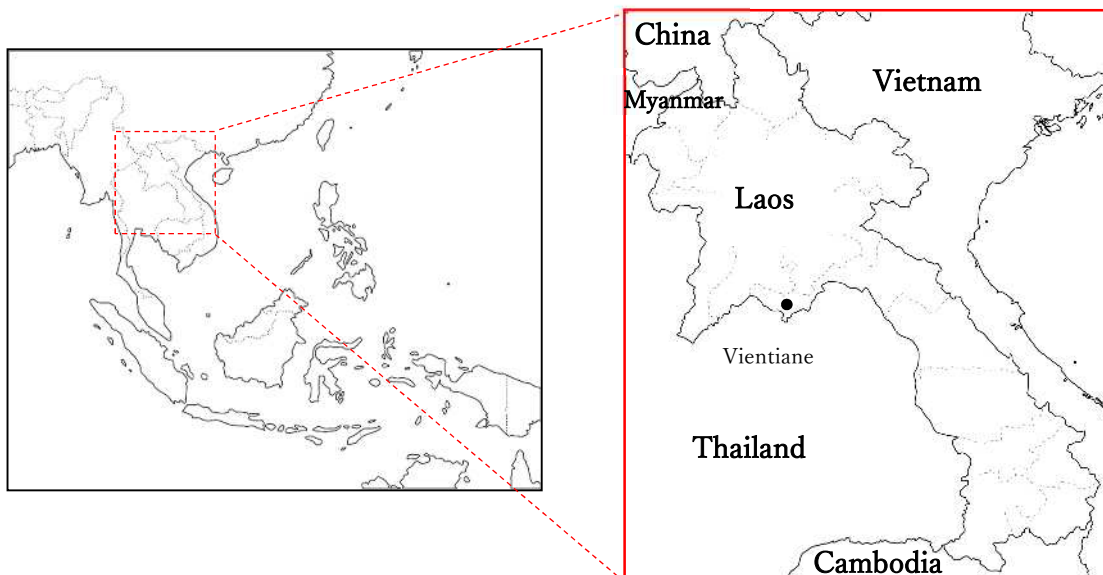 China
Vietnam
Myanmar
Laos
Vientiane
Thailand
Cambodia